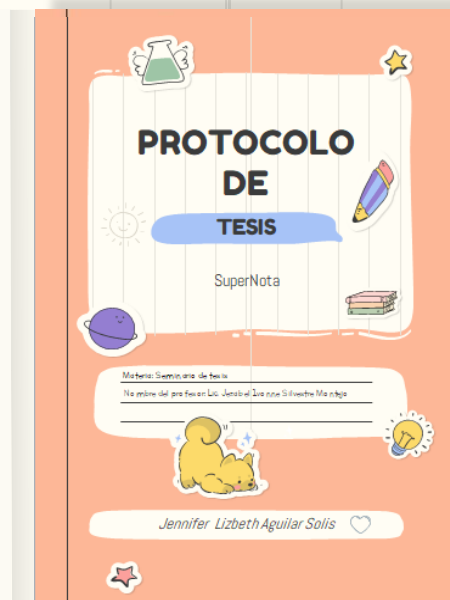 PROTOCOLO
DE
TESIS
SuperNota
Materia: Seminario de tesis
Nombre del profesor: Lic. Jenabel Ivonne Silvestre Montejo
Jennifer Lizbeth Aguilar Solis